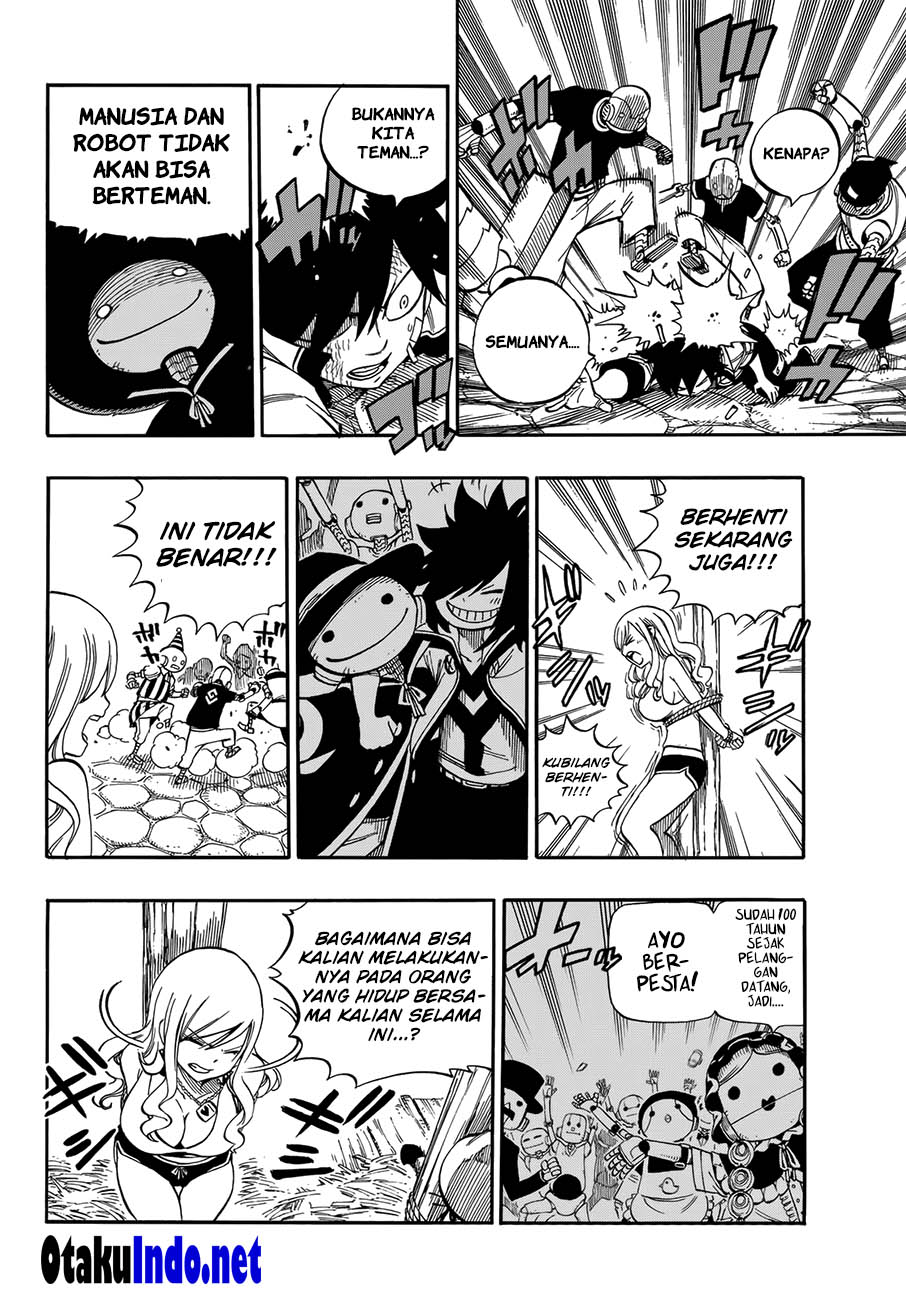 KENAPA?
SEMUANYA....
BUKANNYA
KITA
TEMAN...?
MANUSIA DAN
ROBOT TIDAK
AKAN BISA
BERTEMAN.
BERHENTI
SEKARANG
JUGA!!!
KUBILANG
BERHEN-
TI!!!
INI TIDAK
BENAR!!!
SUDAH 100
TAHUN
SEJAK
PELANG-
GAN
DATANG,
JADI....
AYO
BER-
PESTA!
BAGAIMANA BISA
KALIAN MELAKUKAN-
NYA PADA ORANG
YANG HIDUP BERSA-
MA KALIAN SELAMA
INI...?
OtakuIndo.net